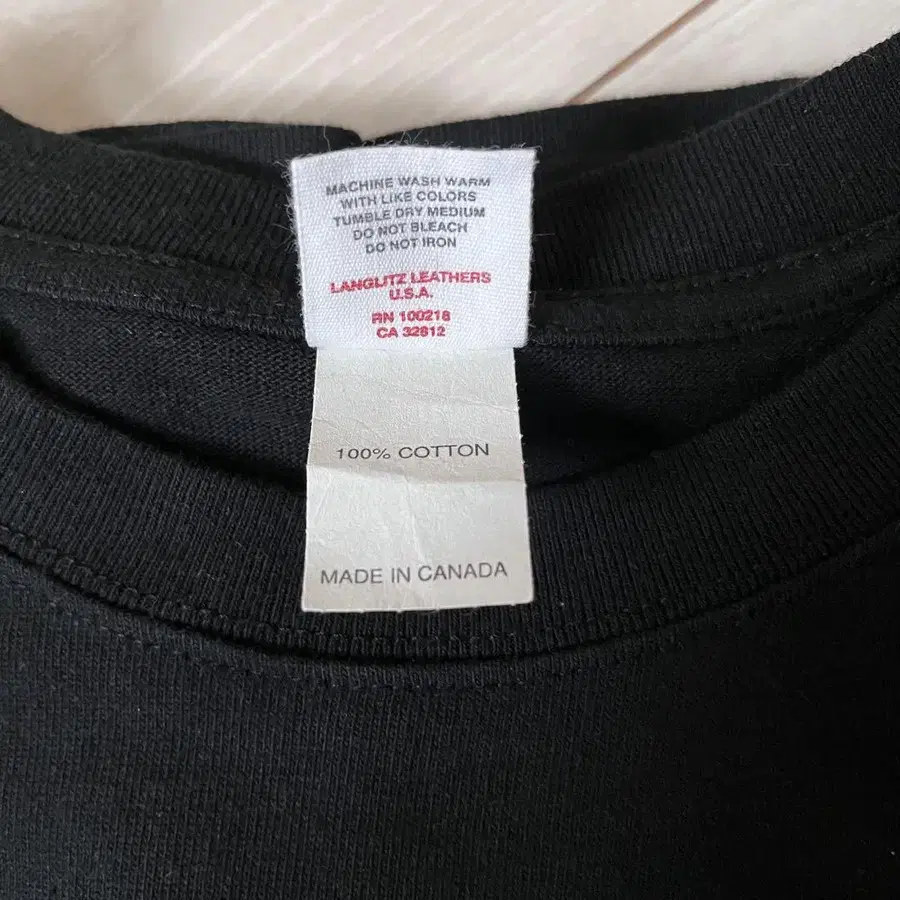 MACHINE WASH WARM
WITH LIKE COLORS
TUMBLE DRY MEDIUM
DO NOT BLEACH
DO NOT IRON
LANGLITZ LEATHERS
U.S.A.
RN 100218
CA 32812
100% COTTON
MADE IN CANADA